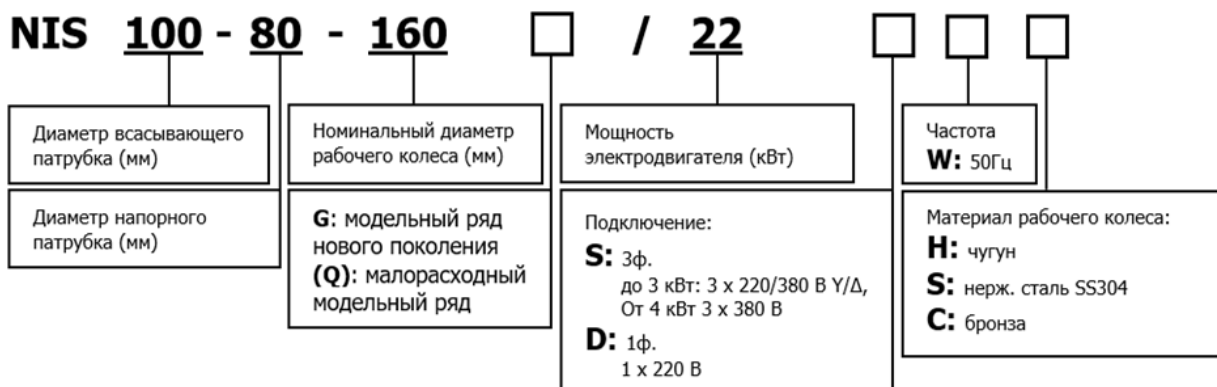 NIS 100 - 80 - 160 □ / 22 □ □ □
Диаметр всасывающего
патрубка (мм)
Номинальный диаметр
рабочего колеса (мм)
Мощность
электродвигателя (кВт)
Частота
W: 50Гц
Диаметр напорного
патрубка (мм)
G: модельный ряд
нового поколения
(Q): малорасходный
модельный ряд
Подключение:
S: 3ф.
до 3 кВт: 3 x 220/380 В Y/Δ,
От 4 кВт 3 x 380 В
D: 1ф.
1 x 220 В
Материал рабочего колеса:
H: чугун
S: нерж. сталь SS304
C: бронза